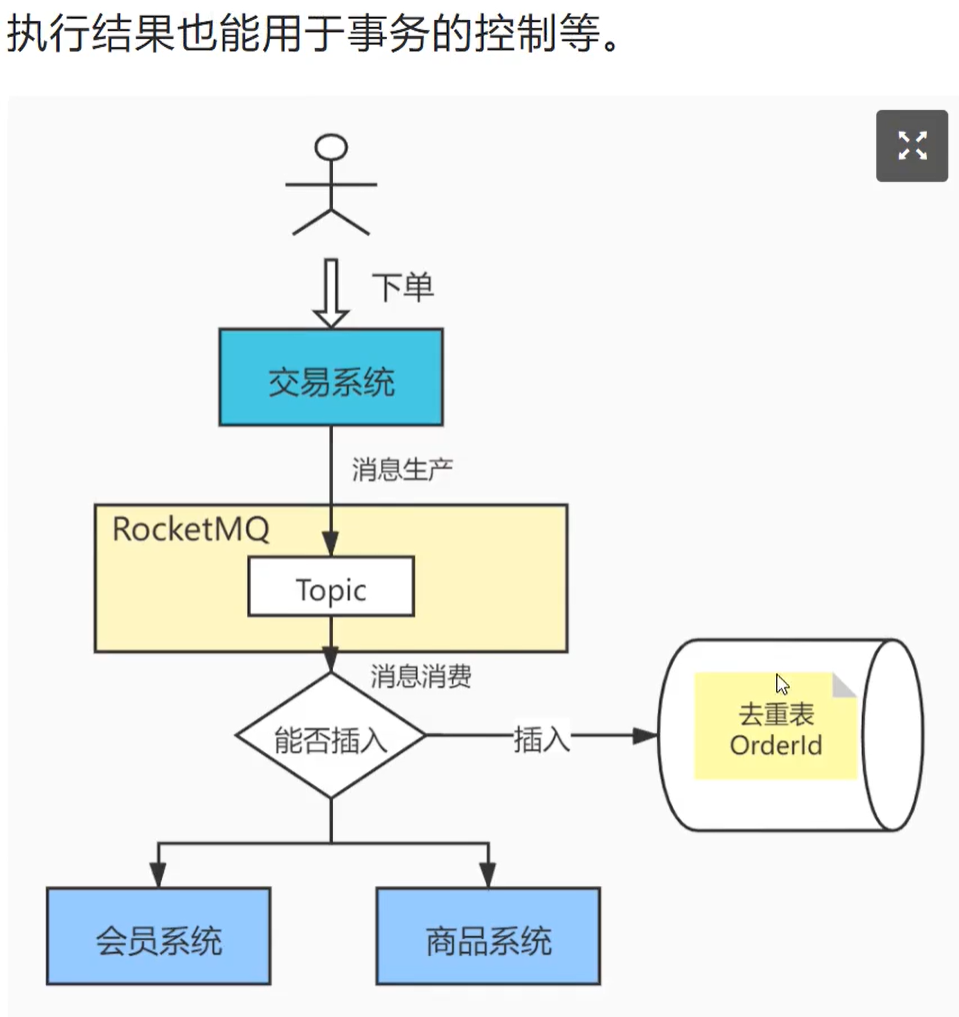 执行结果也能用于事务的控制等。
下单
交易系统
消息生产
RocketMQ
Topic
消息消费
能否插入
插入
去重表
OrderId
会员系统
商品系统